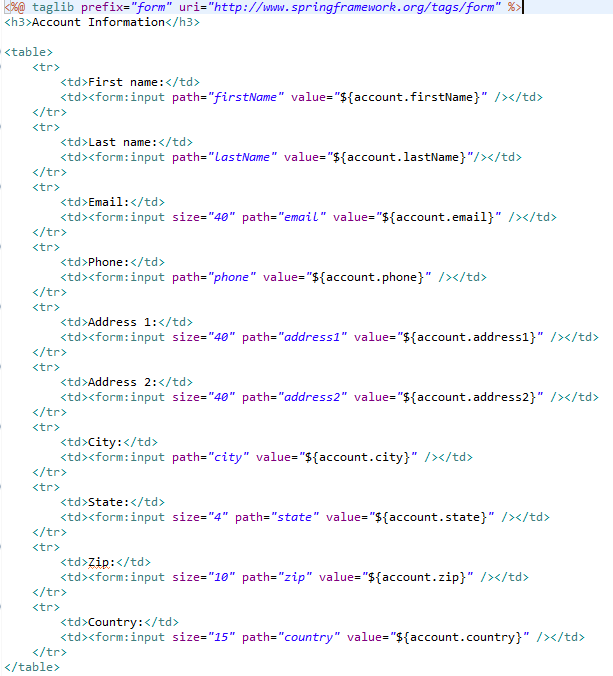 <%@ taglib prefix="form" uri="http://www.springframework.org/tags/form" %>
<h3>Account Information</h3>
<table>
<tr>
<td>First name:</td>
<td><form:input path="firstName" value="${account.firstName}" /></td>
</tr>
<tr>
<td>Last name:</td>
<td><form:input path="lastName" value="${account.lastName}"/></td>
</tr>
<tr>
<td>Email:</td>
<td><form:input size="40" path="email" value="${account.email}" /></td>
</tr>
<tr>
<td>Phone:</td>
<td><form:input path="phone" value="${account.phone}" /></td>
</tr>
<tr>
<td>Address 1:</td>
<td><form:input size="40" path="address1" value="${account.address1}" /></td>
</tr>
<tr>
<td>Address 2:</td>
<td><form:input size="40" path="address2" value="${account.address2}" /></td>
</tr>
<tr>
<td>City:</td>
<td><form:input path="city" value="${account.city}" /></td>
</tr>
<tr>
<td>State:</td>
<td><form:input size="4" path="state" value="${account.state}" /></td>
</tr>
<tr>
<td>Zip:</td>
<td><form:input size="10" path="zip" value="${account.zip}" /></td>
</tr>
<tr>
<td>Country:</td>
<td><form:input size="15" path="country" value="${account.country}" /></td>
</tr>
</table>